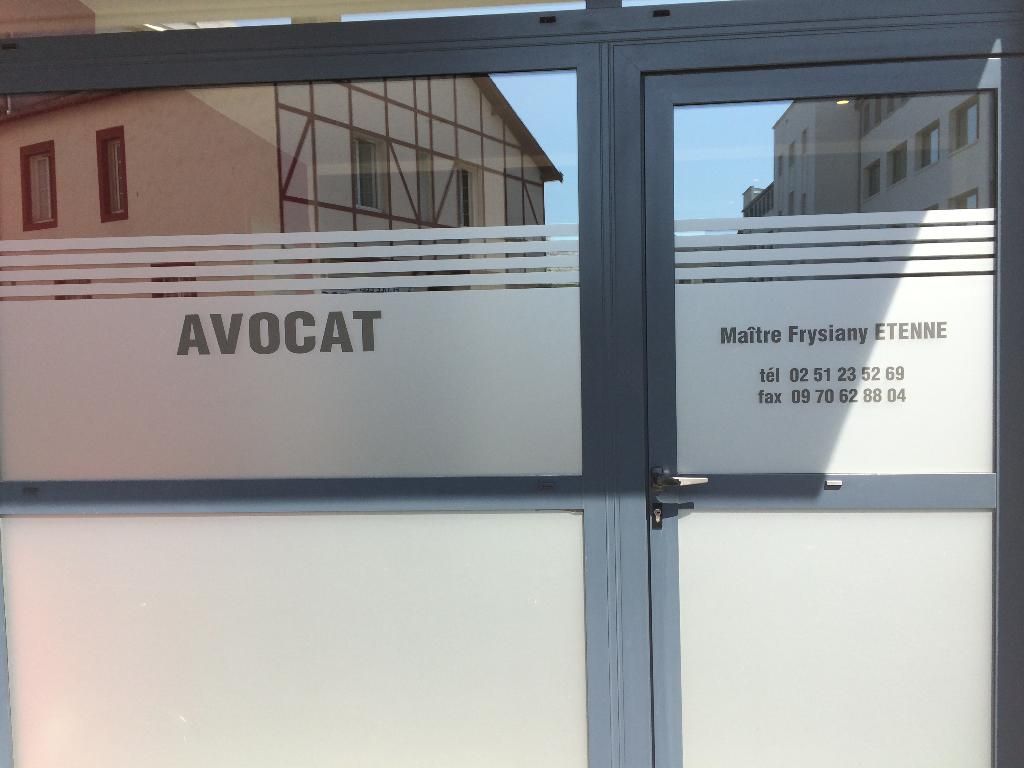 AVOCAT
Maître Frysiany ETENNE
tél 02 51 23 52 69
fax 09 70 62 88 04